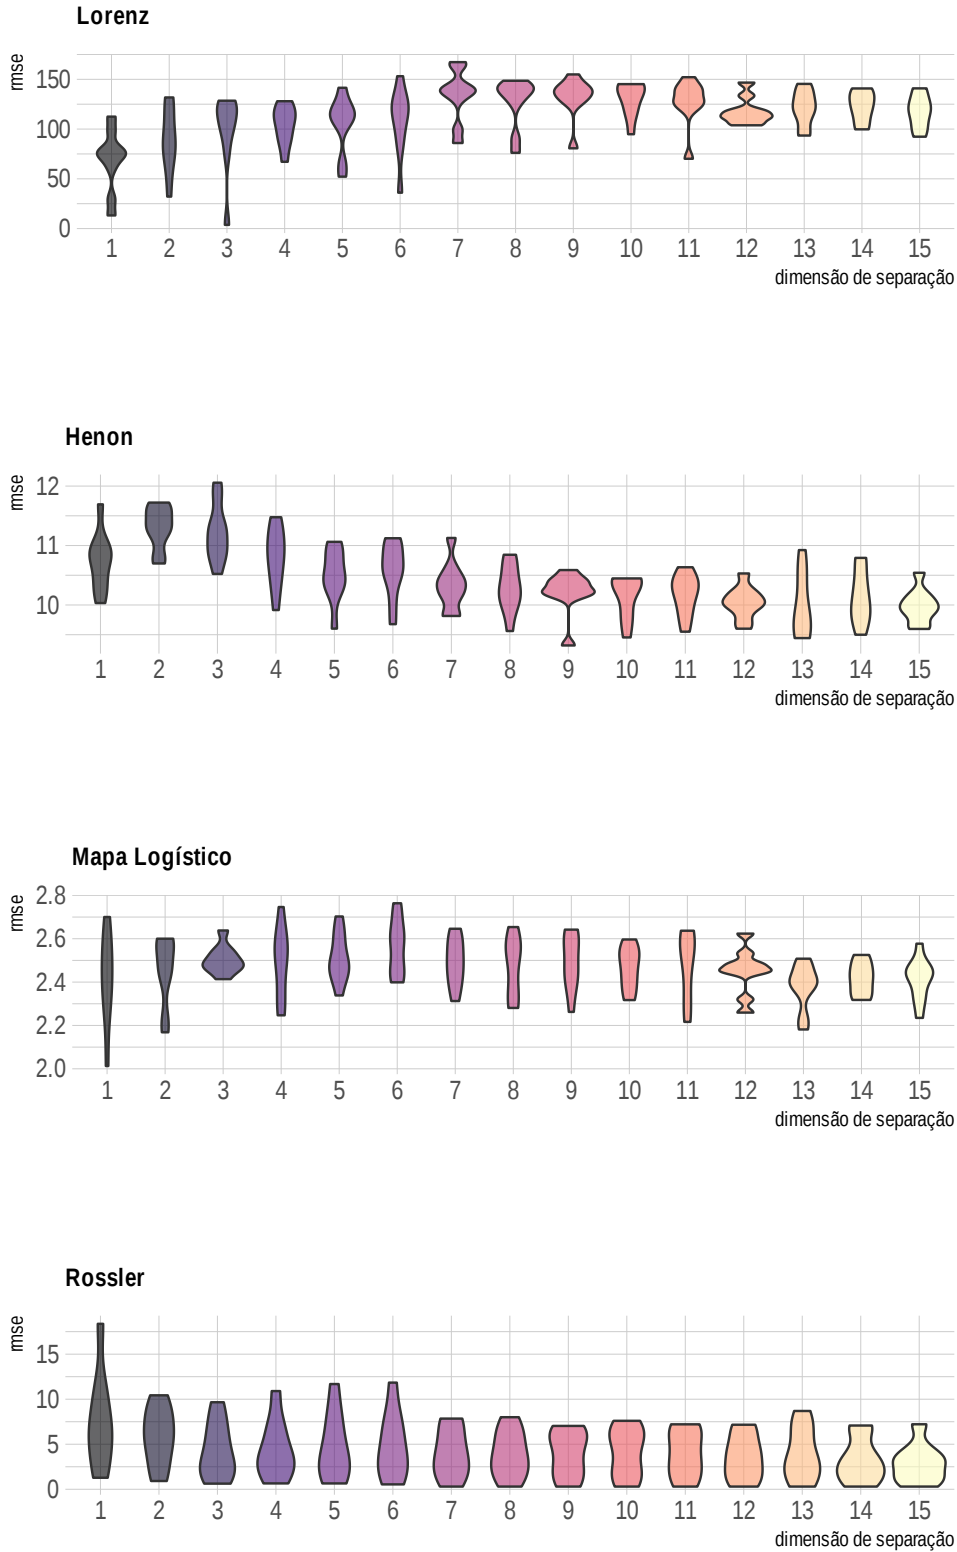 Lorenz
rmse
150
100
50
0
1 2 3 4 5 6 7 8 9 10 11 12 13 14 15
dimensão de separação
Henon
rmse
12
11
10
1 2 3 4 5 6 7 8 9 10 11 12 13 14 15
dimensão de separação
Mapa Logístico
rmse
2.8
2.6
2.4
2.2
2.0
1 2 3 4 5 6 7 8 9 10 11 12 13 14 15
dimensão de separação
Rossler
rmse
15
10
5
0
1 2 3 4 5 6 7 8 9 10 11 12 13 14 15
dimensão de separação